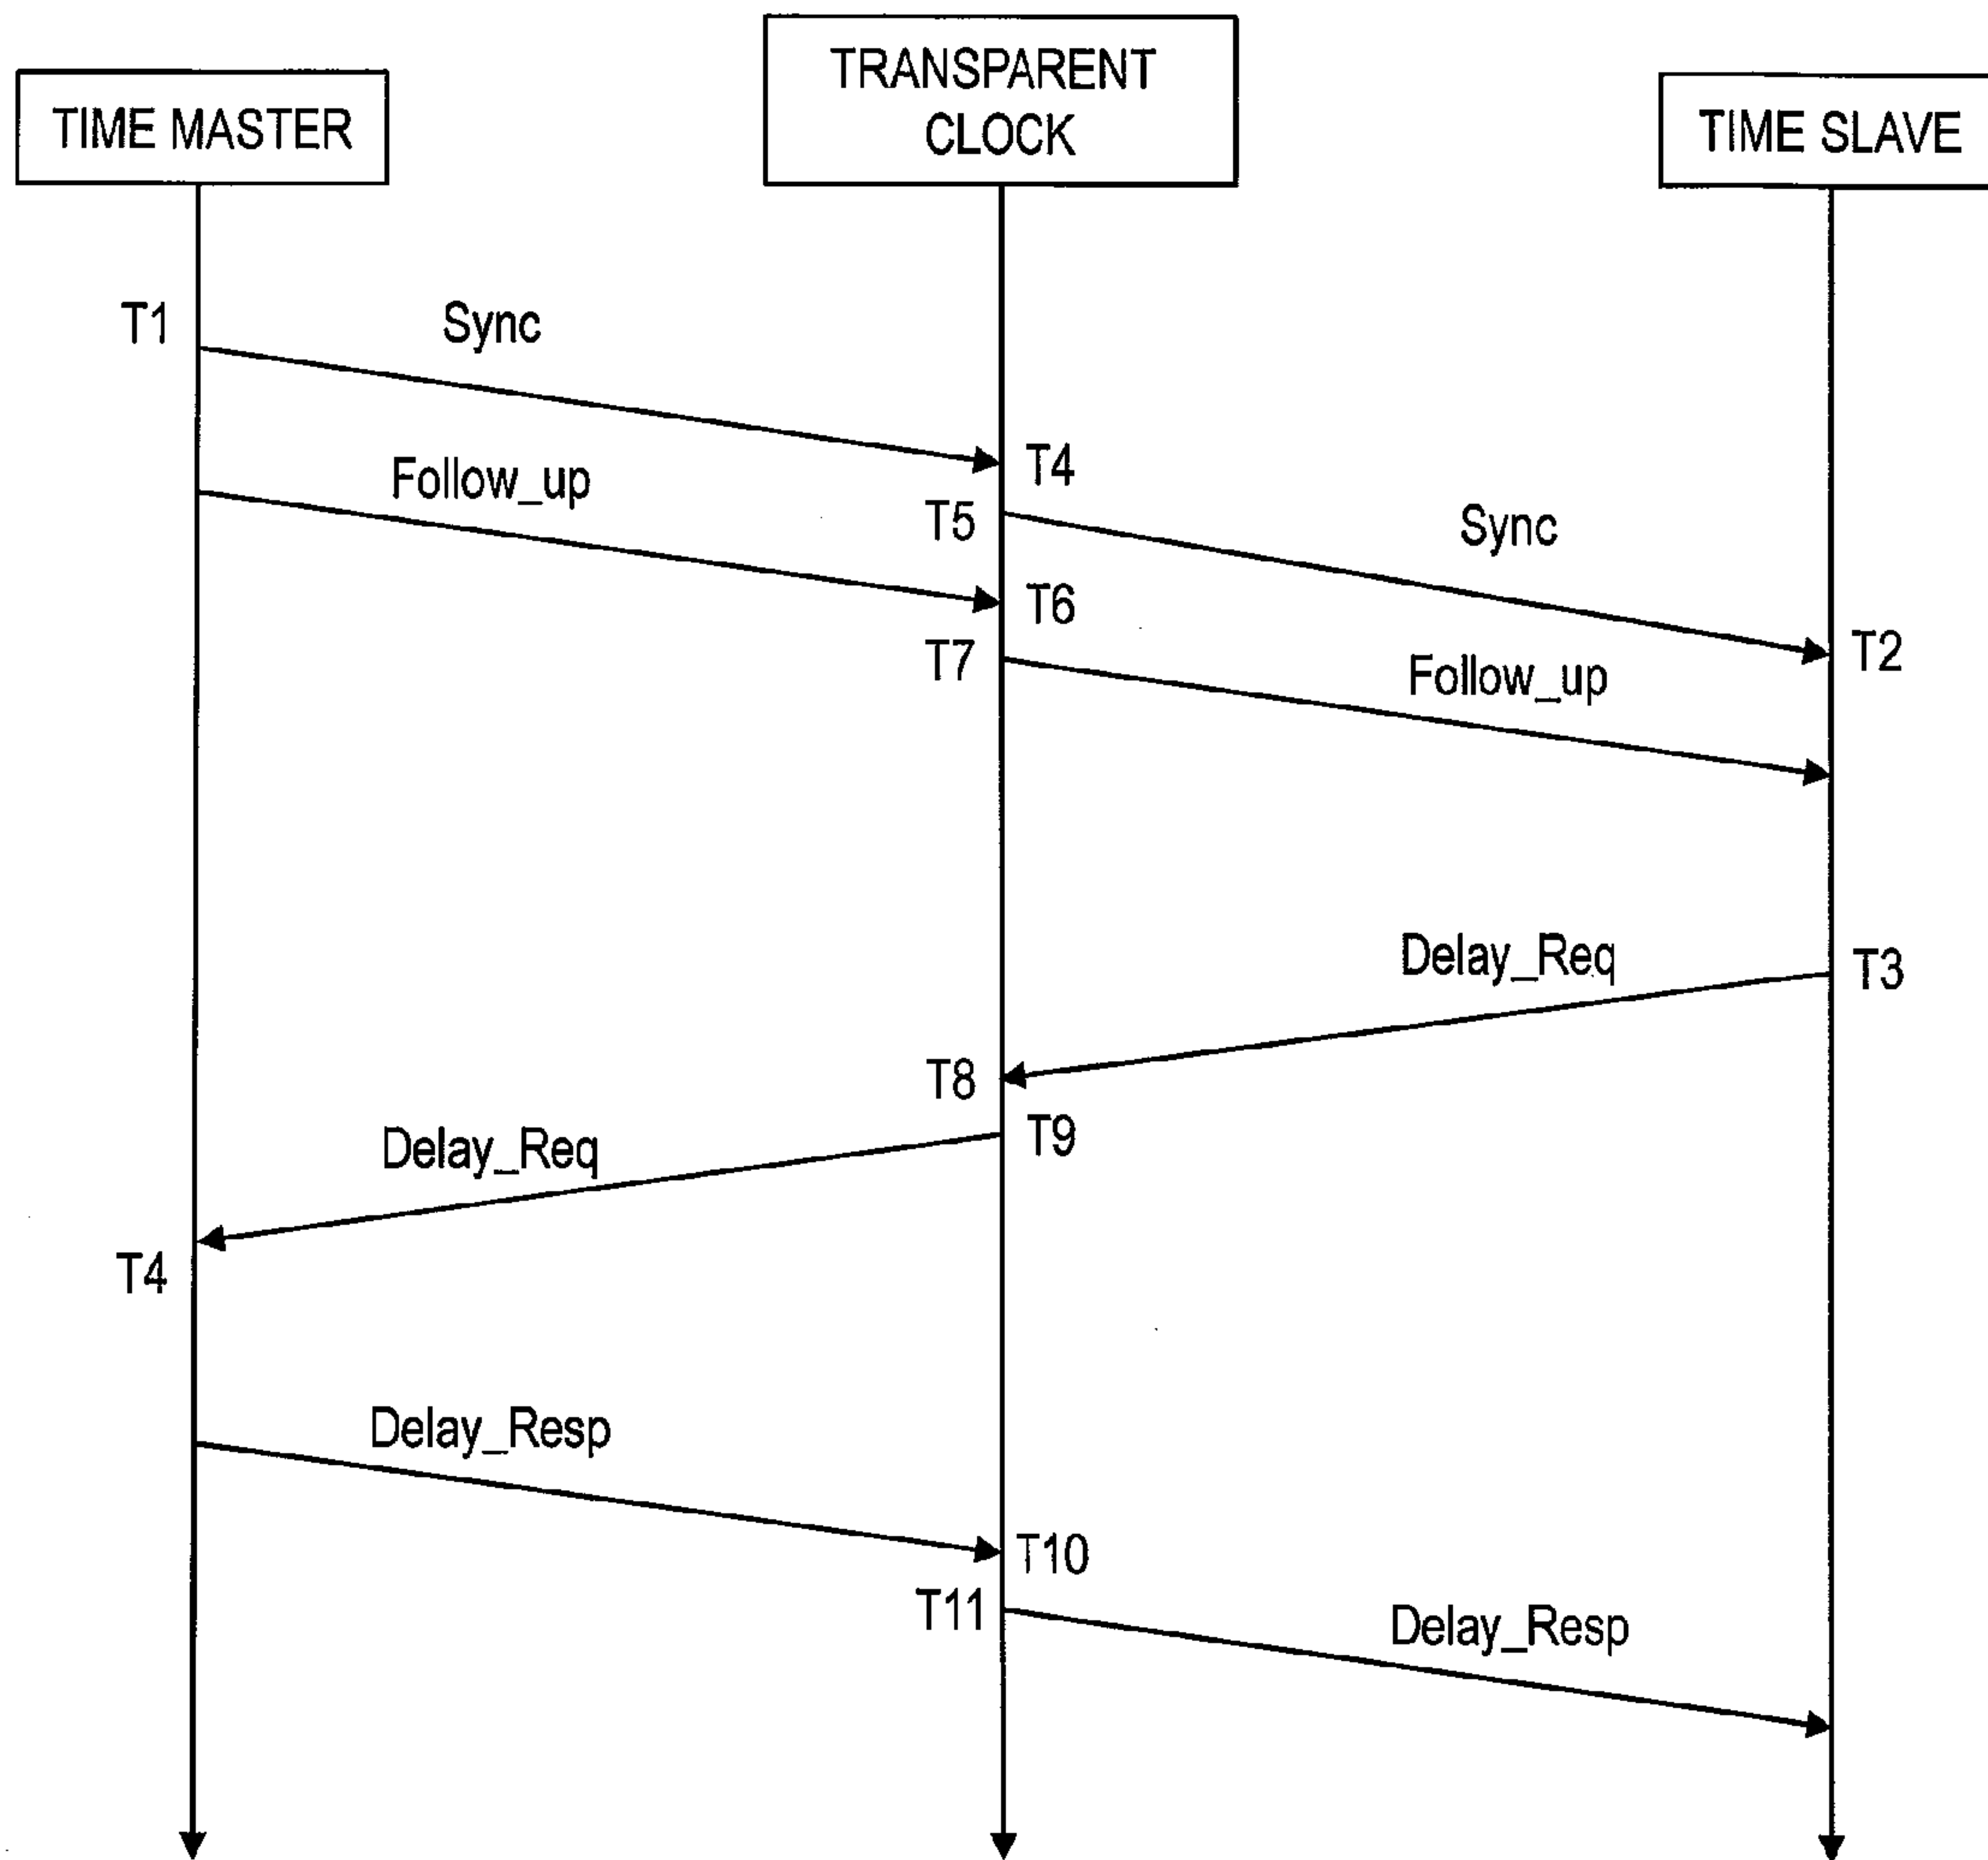 TIME MASTER
TRANSPARENT
CLOCK
TIME SLAVE
T1
Sync
T4
Follow_up
T5
Sync
T6
T2
T7
Follow_up
Delay_Req
T3
T8
T9
Delay_Req
T4
Delay_Resp
T10
T11
Delay_Resp